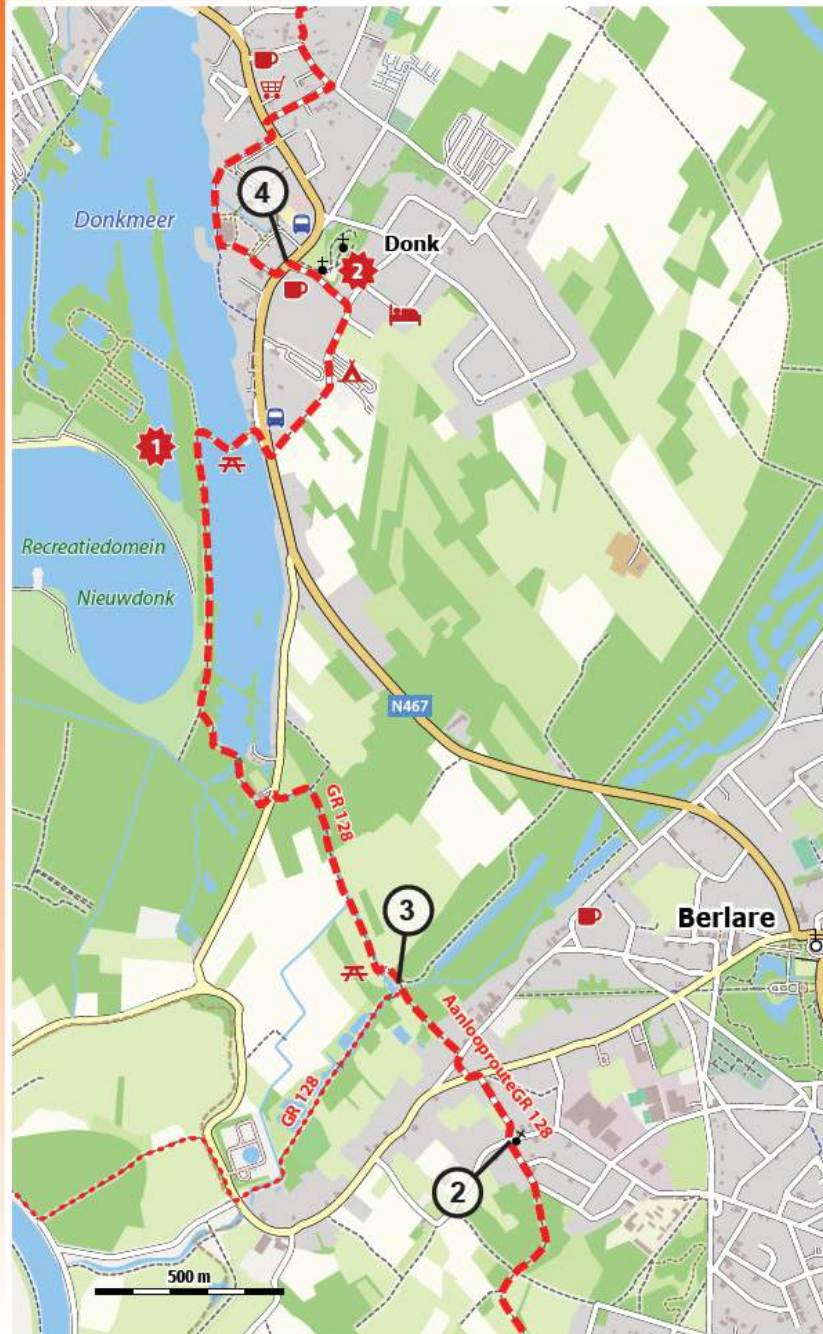 4
Donkmeer
Donk
2
1
Recreatiedomein
Nieuwdonk
N467
GR 128
3
Berlare
AanlooprouteGR 128
GR 128
2
500 m